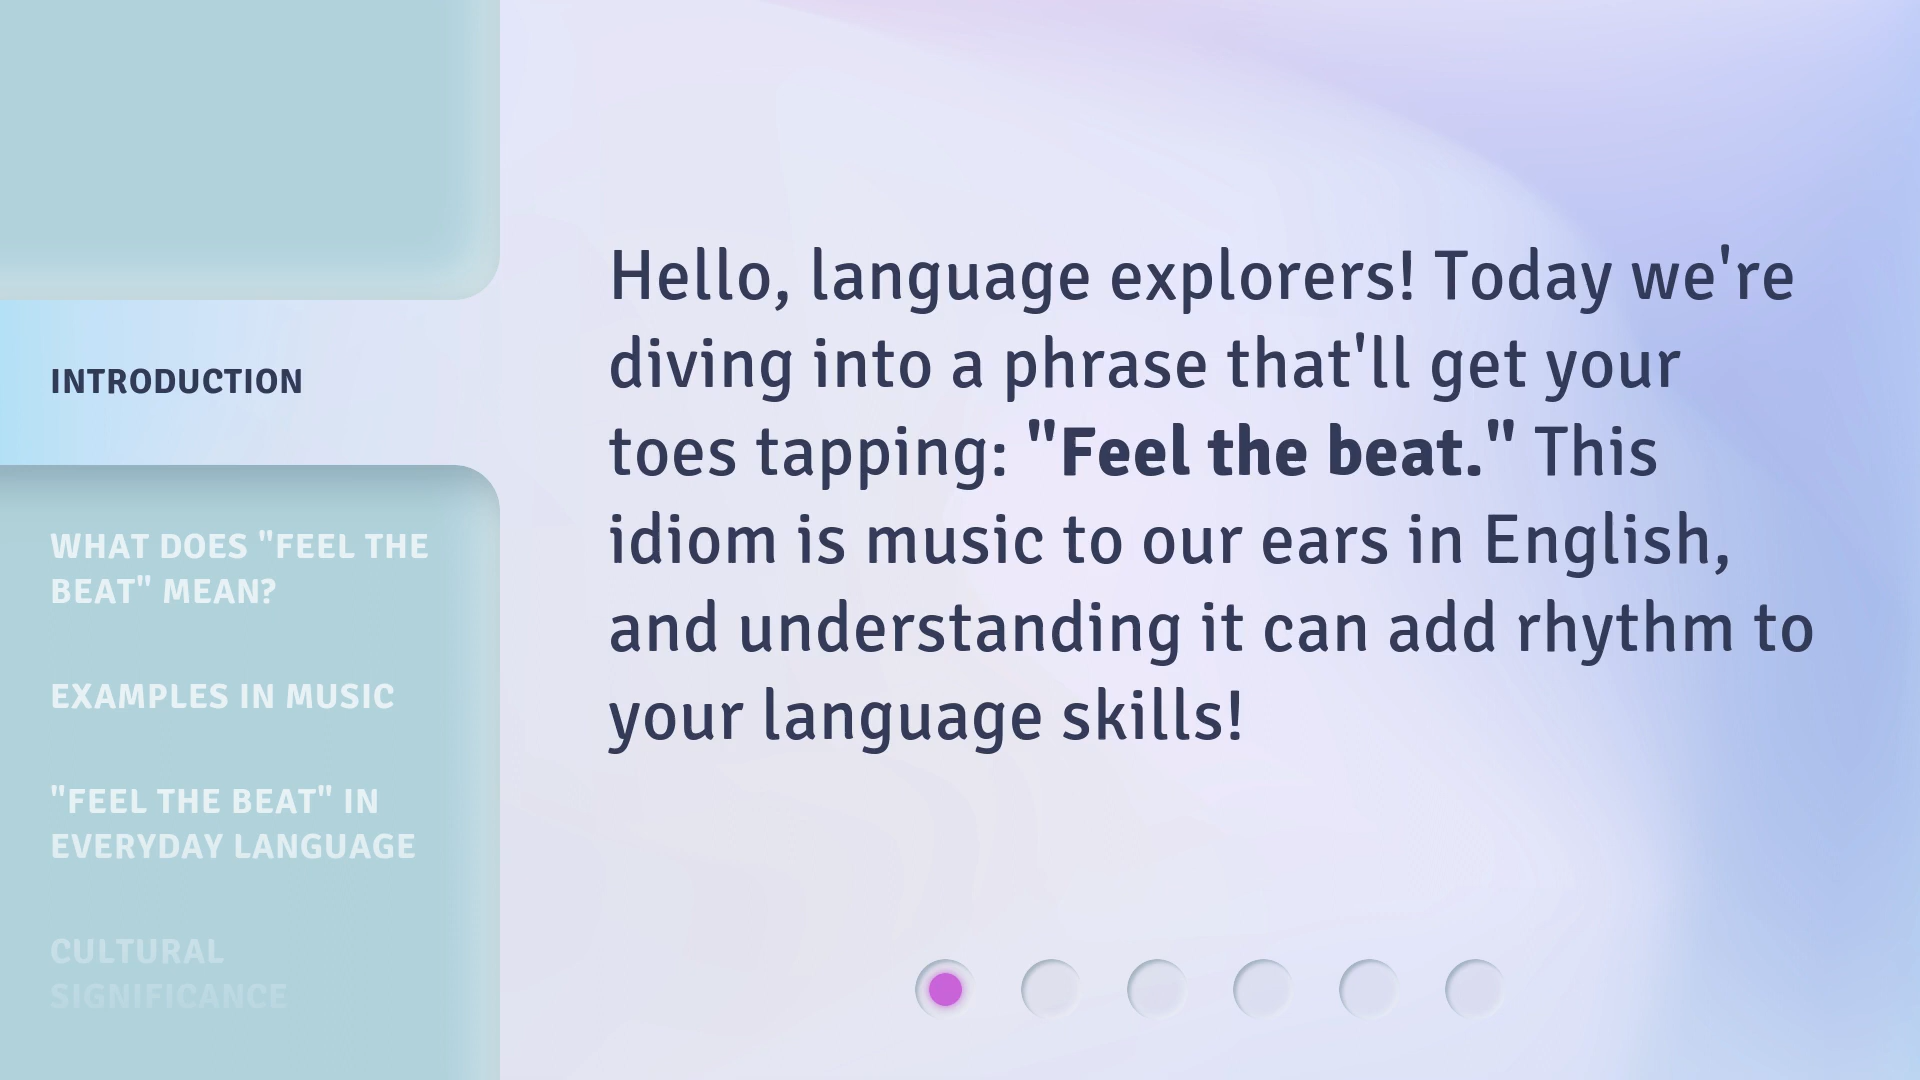 INTRODUCTION
WHAT DOES "FEEL THE
BEAT" MEAN?
EXAMPLES IN MUSIC
"FEEL THE BEAT" IN
EVERYDAY LANGUAGE
CULTURAL
SIGNIFICANCE
Hello, language explorers! Today we're
diving into a phrase that'll get your
toes tapping: "Feel the beat." This
idiom is music to our ears in English,
and understanding it can add rhythm to
your language skills!